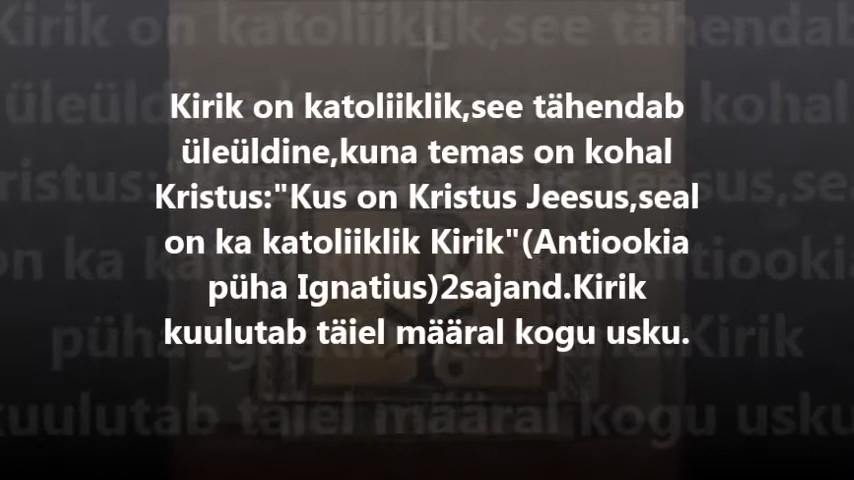 Kirik on katoliiklik,see tähendab
üleüldine,kuna temas on kohal
Kristus:"Kus on Kristus Jeesus,seal
on ka katoliiklik Kirik"(Antiookia
püha Ignatius)2sajand.Kirik
kuulutab täiel määral kogu usku.